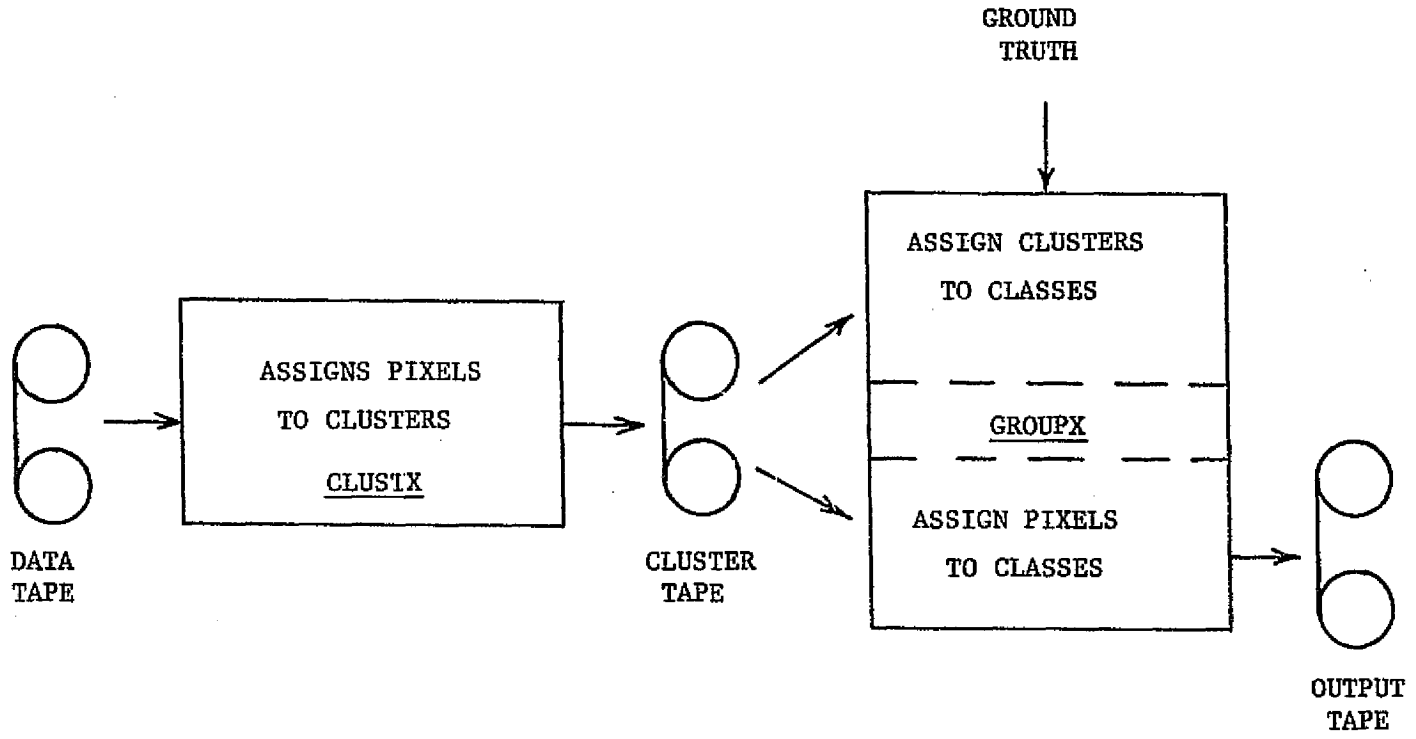 GROUND
TRUTH
ASSIGN CLUSTERS
TO CLASSES
ASSIGNS PIXELS
TO CLUSTERS
CLUSTX
GROUPX
ASSIGN PIXELS
TO CLASSES
DATA
TAPE
CLUSTER
TAPE
OUTPUT
TAPE